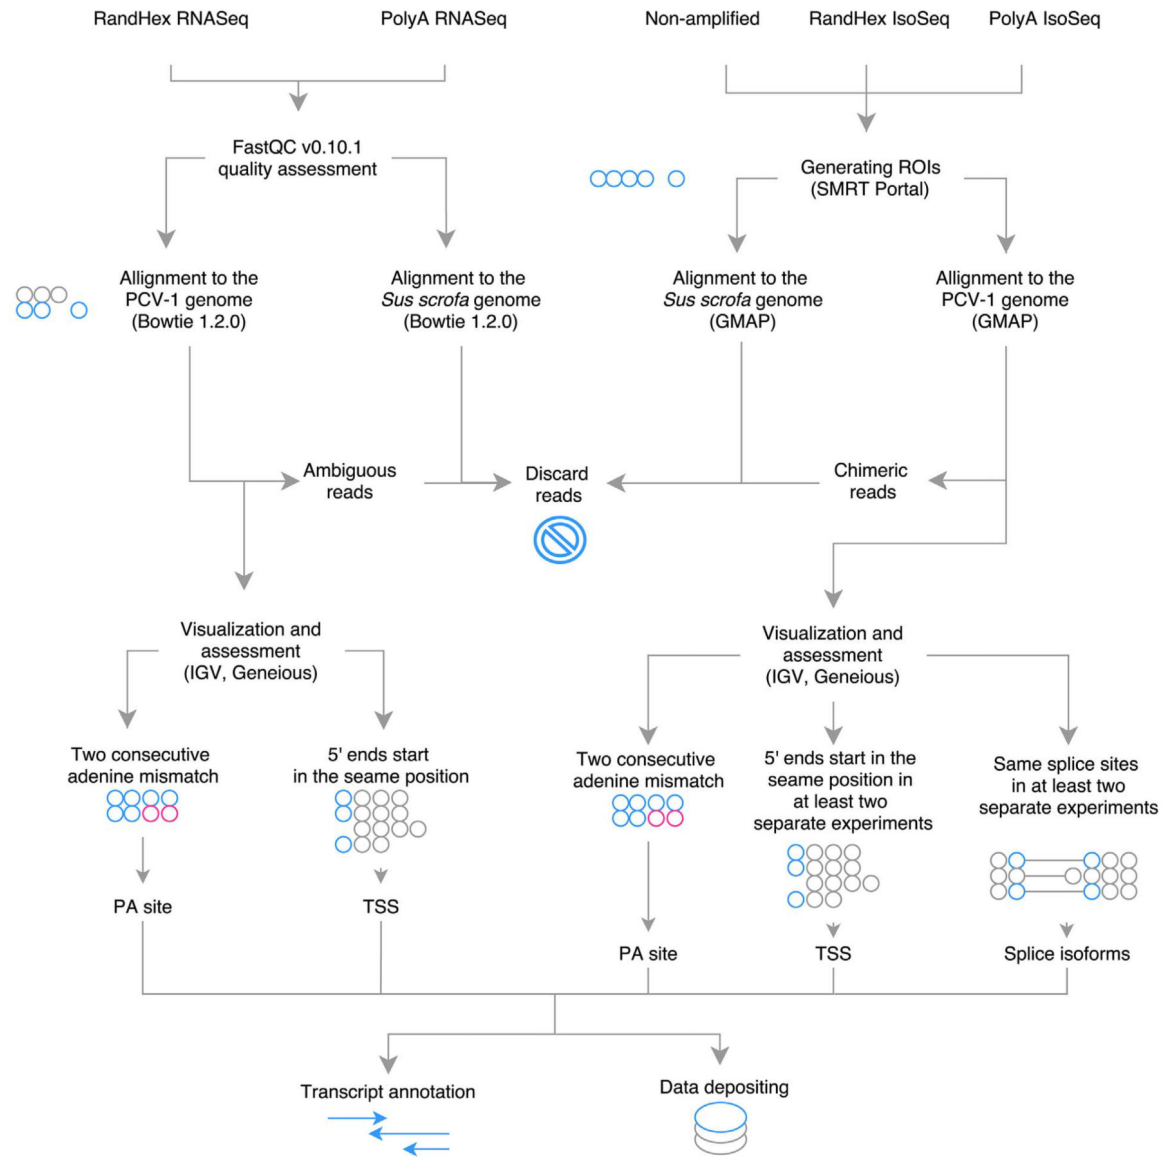 RandHex RNASeq
PolyA RNASeq
Non-amplified
RandHex IsoSeq
PolyA IsoSeq
FastQC v0.10.1
quality assessment
Generating ROIs
(SMRT Portal)
Allignment to the
PCV-1 genome
(Bowtie 1.2.0)
Alignment to the
Sus scrofa genome
(Bowtie 1.2.0)
Alignment to the
Sus scrofa genome
(GMAP)
Allignment to the
PCV-1 genome
(GMAP)
Ambiguous
reads
Discard
reads
Chimeric
reads
Visualization and
assessment
(IGV, Geneious)
Visualization and
assessment
(IGV, Geneious)
Two consecutive
adenine mismatch
5' ends start
in the seame position
Two consecutive
adenine mismatch
5' ends start in the
seame position in
at least two
separate experiments
Same splice sites
in at least two
separate experiments
PA site
TSS
PA site
TSS
Splice isoforms
Transcript annotation
Data depositing